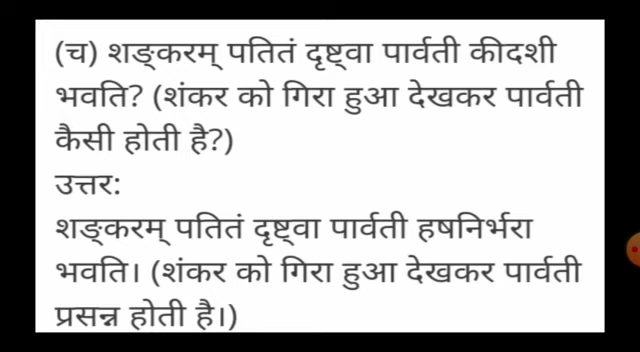 (च) शङ्करम् पतितं दृष्ट्वा पार्वती कीदशी
भवति? (शंकर को गिरा हुआ देखकर पार्वती
कैसी होती है?)
उत्तर:
शङ्करम् पतितं दृष्ट्वा पार्वती हषनिर्भरा
भवति। (शंकर को गिरा हुआ देखकर पार्वती
प्रसन्न होती है।)